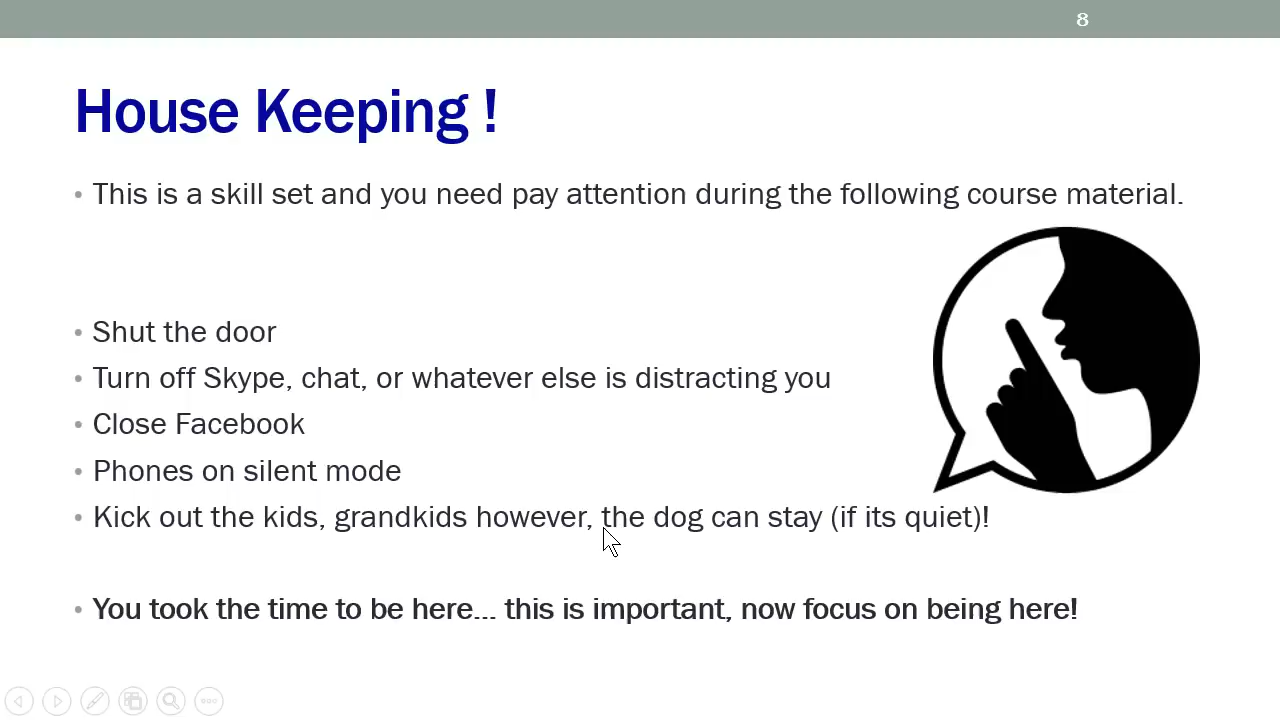 8
House Keeping !
• This is a skill set and you need pay attention during the following course material.
• Shut the door
• Turn off Skype, chat, or whatever else is distracting you
• Close Facebook
• Phones on silent mode
• Kick out the kids, grandkids however, the dog can stay (if its quiet)!
• You took the time to be here... this is important, now focus on being here!